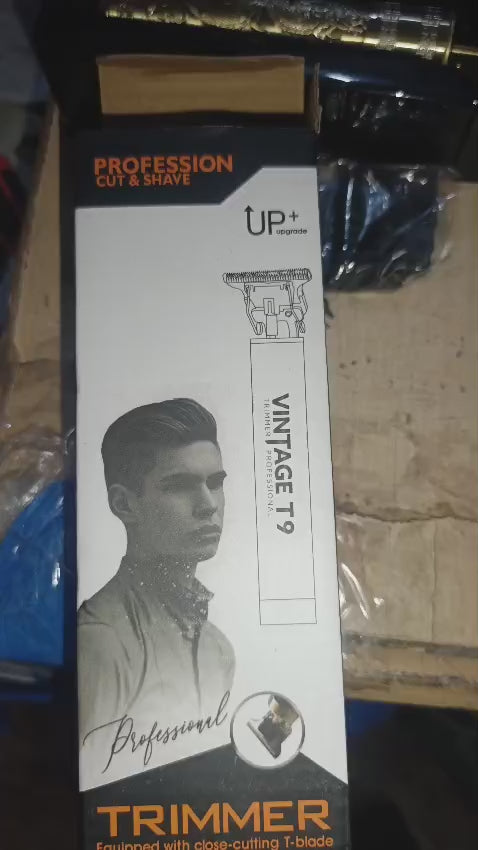 PROFESSION
CUT & SHAVE
UP+
upgrade
VINTAGE T9
TRIMMER PROFESSIONAL
Professional
TRIMMER
Equipped with close-cutting T-blade